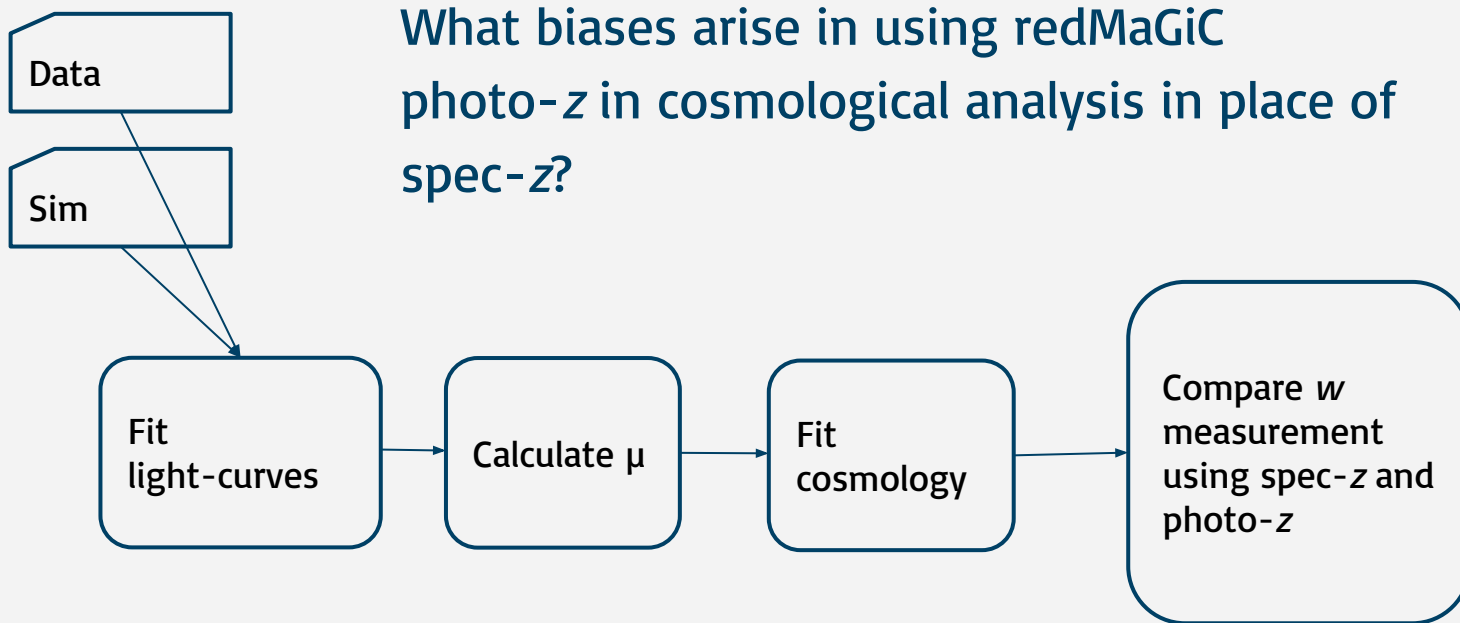 What biases arise in using redMaGiC
photo-z in cosmological analysis in place of
spec-z?
Data
Sim
Fit
light-curves
Calculate μ
Fit
cosmology
Compare w
measurement
using spec-z and
photo-z